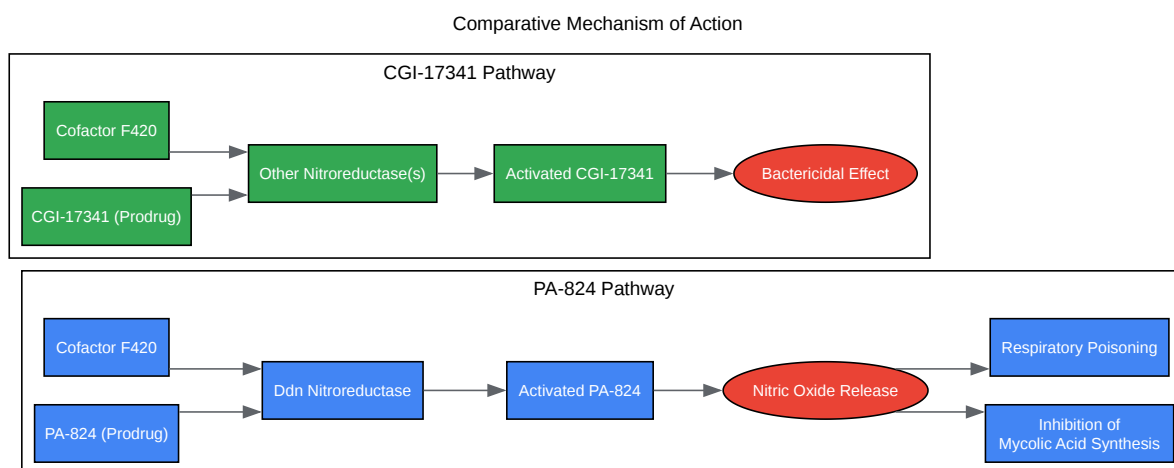 Comparative Mechanism of Action
CGI-17341 Pathway
Cofactor F420
CGI-17341 (Prodrug)
Other Nitroreductase(s)
Activated CGI-17341
Bactericidal Effect
PA-824 Pathway
Cofactor F420
PA-824 (Prodrug)
Ddn Nitroreductase
Activated PA-824
Nitric Oxide Release
Respiratory Poisoning
Inhibition of
Mycolic Acid Synthesis